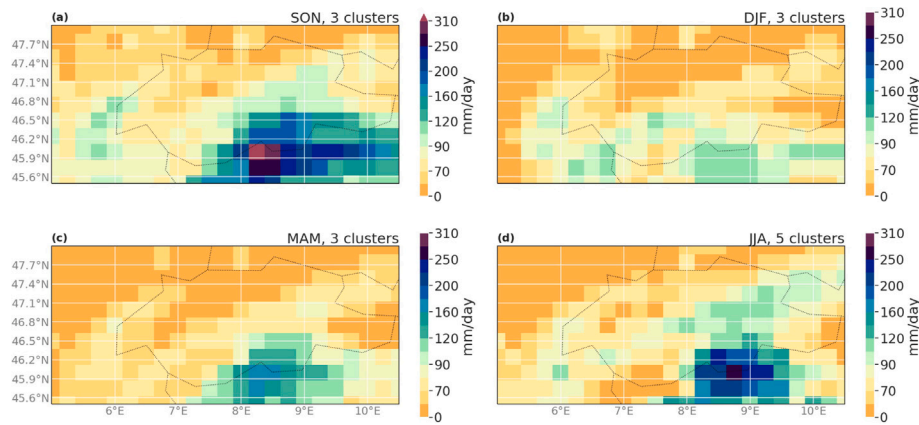 (a) SON, 3 clusters
47.7°N
47.4°N
47.1°N
46.8°N
46.5°N
46.2°N
45.9°N
45.6°N
310
250
200
160
120
90
70
0
mm/day
(b) DJF, 3 clusters
310
250
200
160
120
90
70
0
mm/day
(c) MAM, 3 clusters
47.7°N
47.4°N
47.1°N
46.8°N
46.5°N
46.2°N
45.9°N
45.6°N
6°E 7°E 8°E 9°E 10°E
310
250
200
160
120
90
70
0
mm/day
(d) JJA, 5 clusters
6°E 7°E 8°E 9°E 10°E
310
250
200
160
120
90
70
0
mm/day